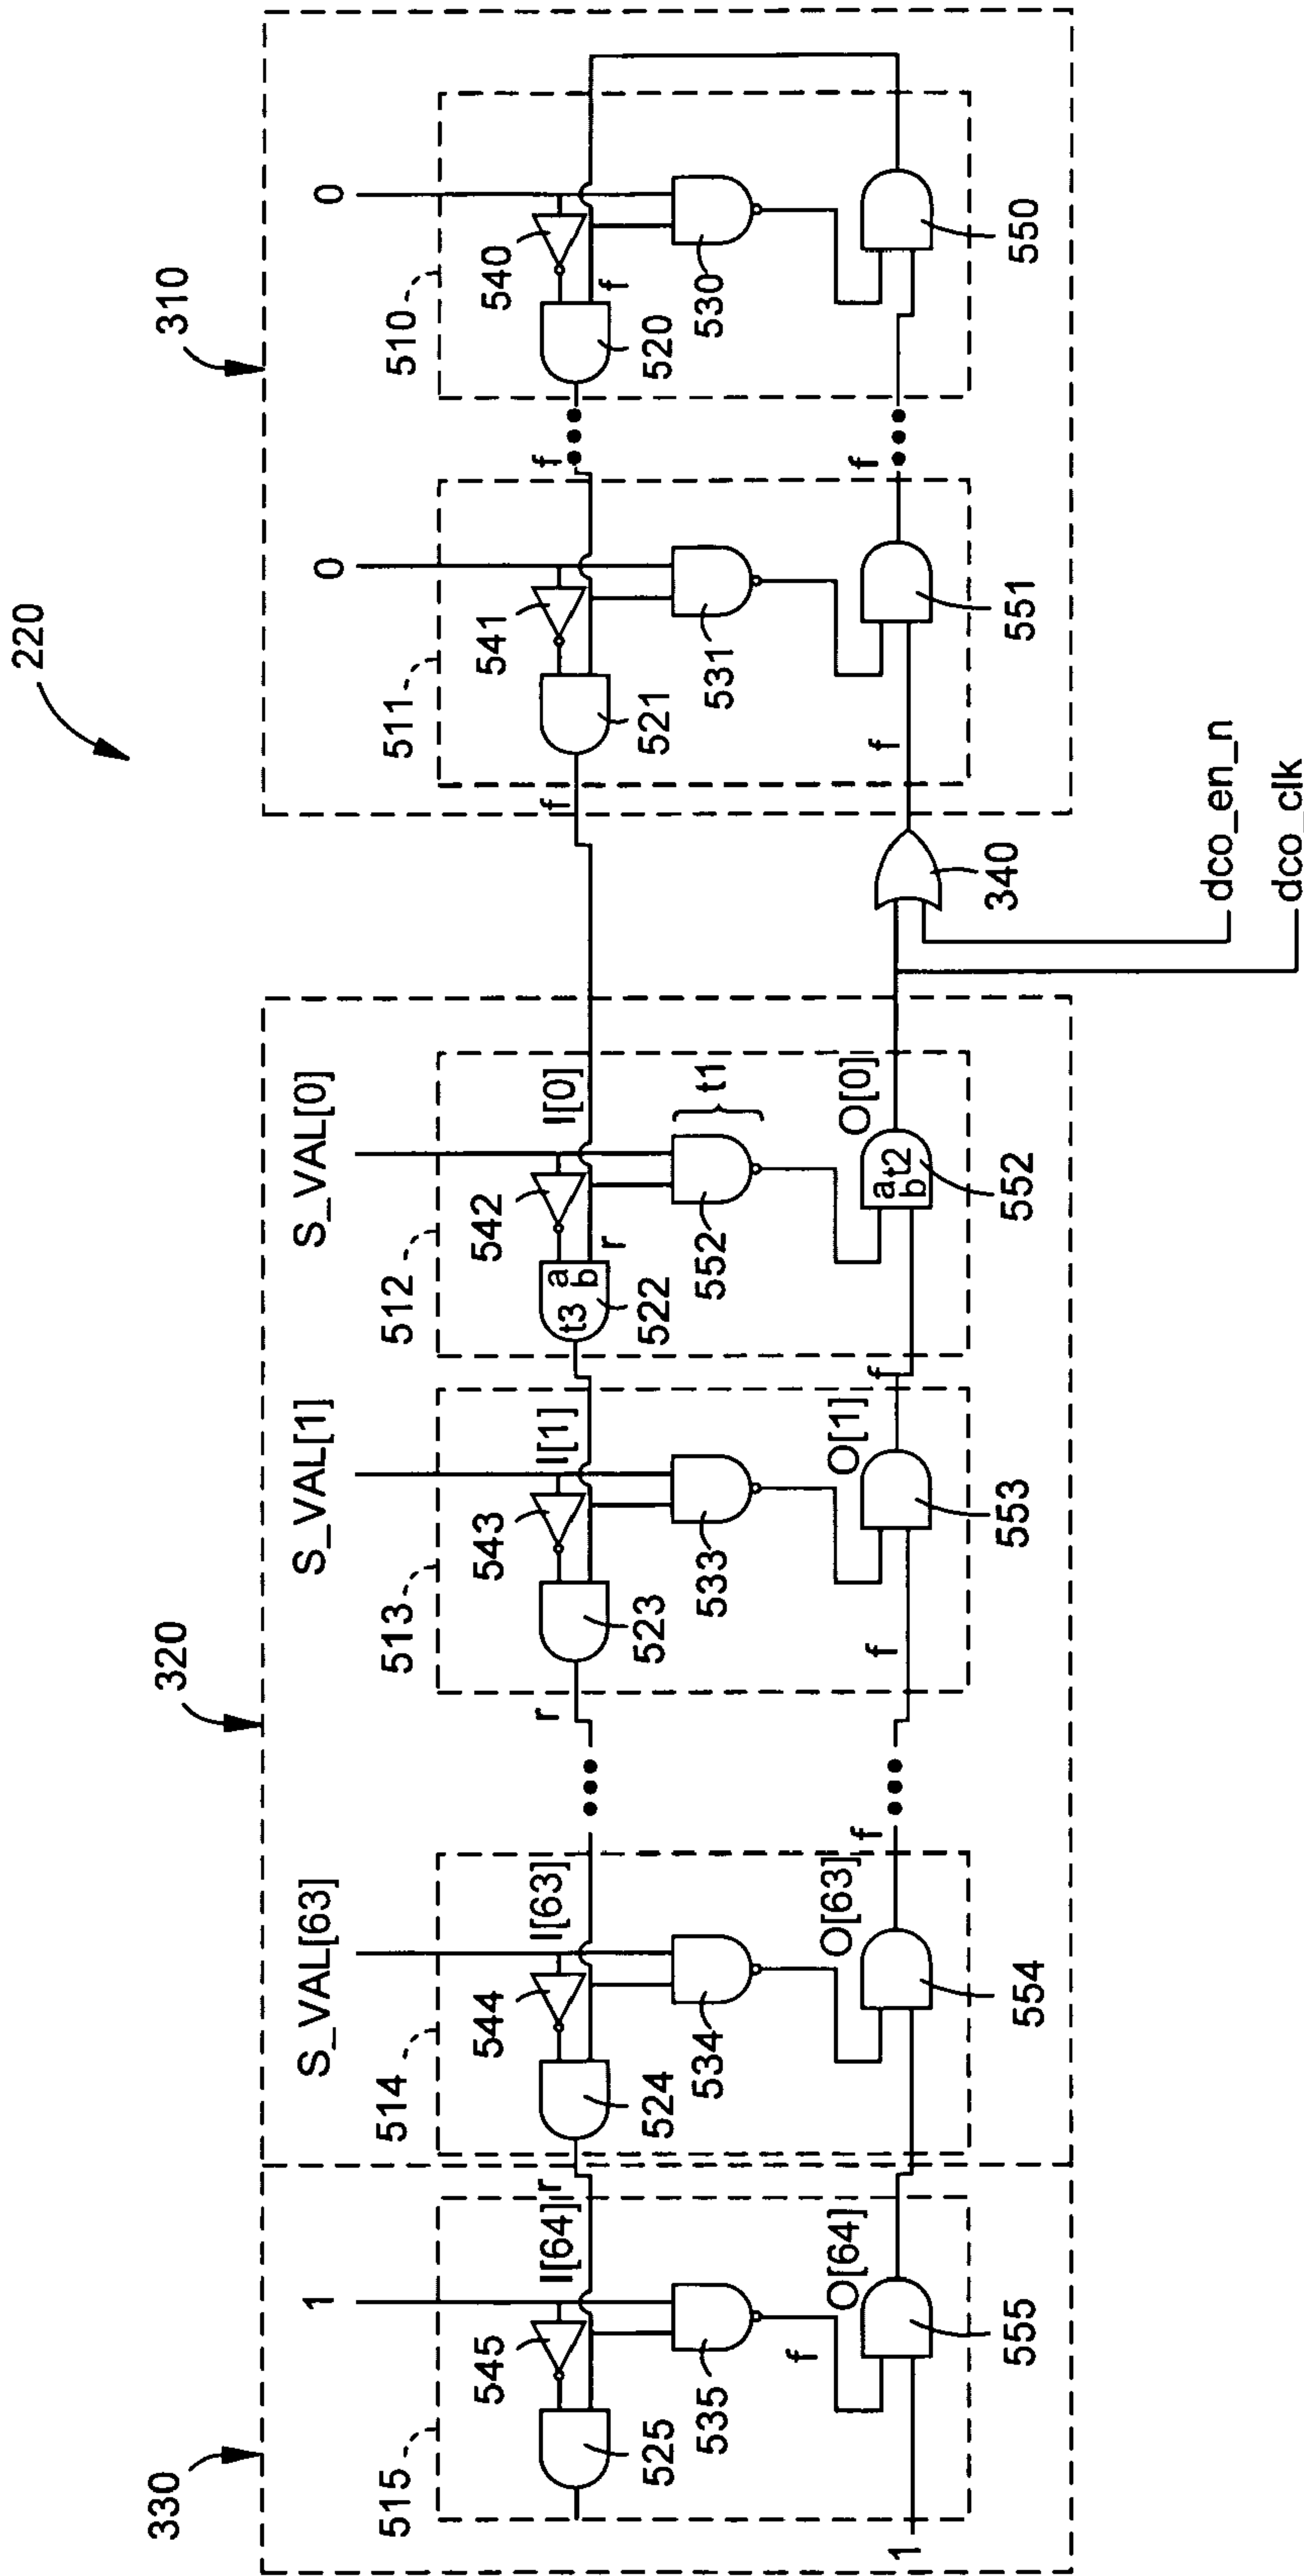 220
330
320
310
1
S_VAL[63]
S_VAL[1]
S_VAL[0]
0
0
515
514
513
512
511
510
545
544
543
542
541
540
I[64]
I[63]
I[1]
I[0]
r
r
a
b
t3
r
f
f
f
525
524
523
522
521
520
t1
535
534
533
552
531
530
f
O[64]
O[63]
O[1]
O[0]
f
f
f
a
b
t2
f
f
1
555
554
553
552
340
551
550
dco_en_n
dco_clk